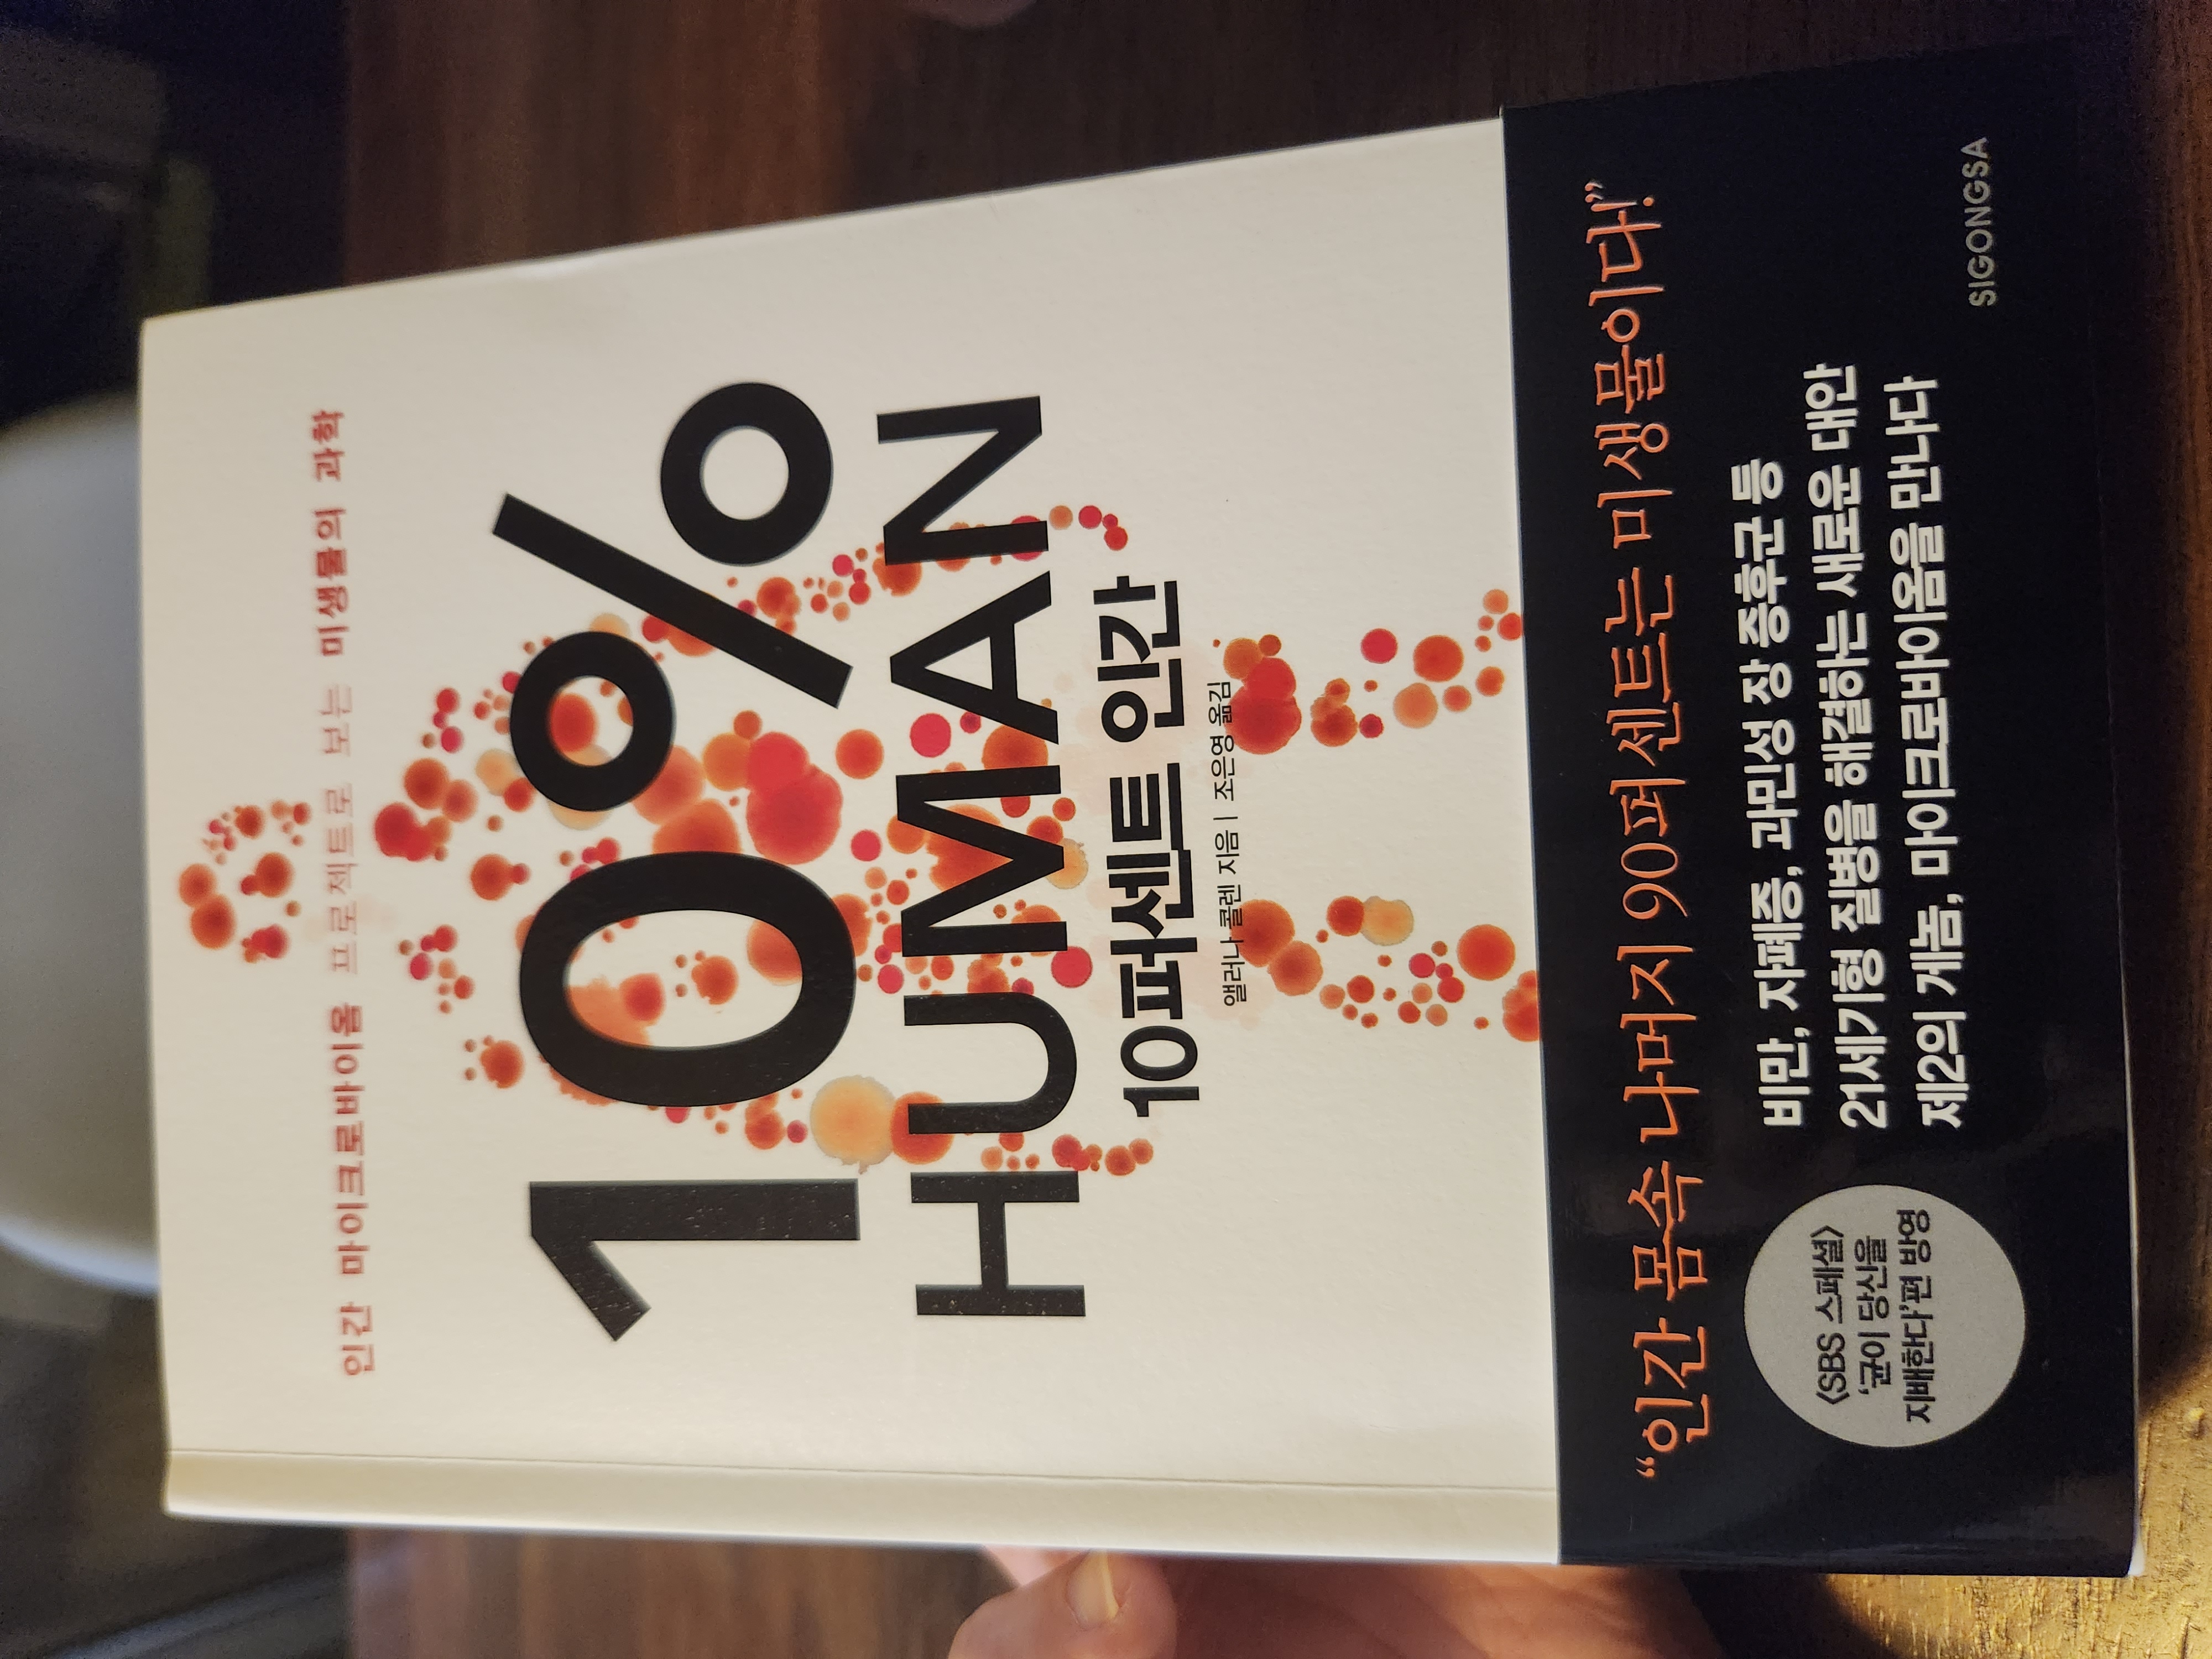 인간 마이크로바이옴 프로젝트로 보는 미생물의 과학
10%
HUMAN
10퍼센트 인간
앨러나 콜렌 지음 | 조은영 옮김
“인간 몸속 나머지 90퍼센트는 미생물이다!”
〈SBS 스페셜〉
‘균이 당신을
지배한다’편 방영
비만, 자폐증, 과민성 장 증후군 등
21세기형 질병을 해결하는 새로운 대안
제2의 게놈, 마이크로바이옴을 만나다
SIGONGSA